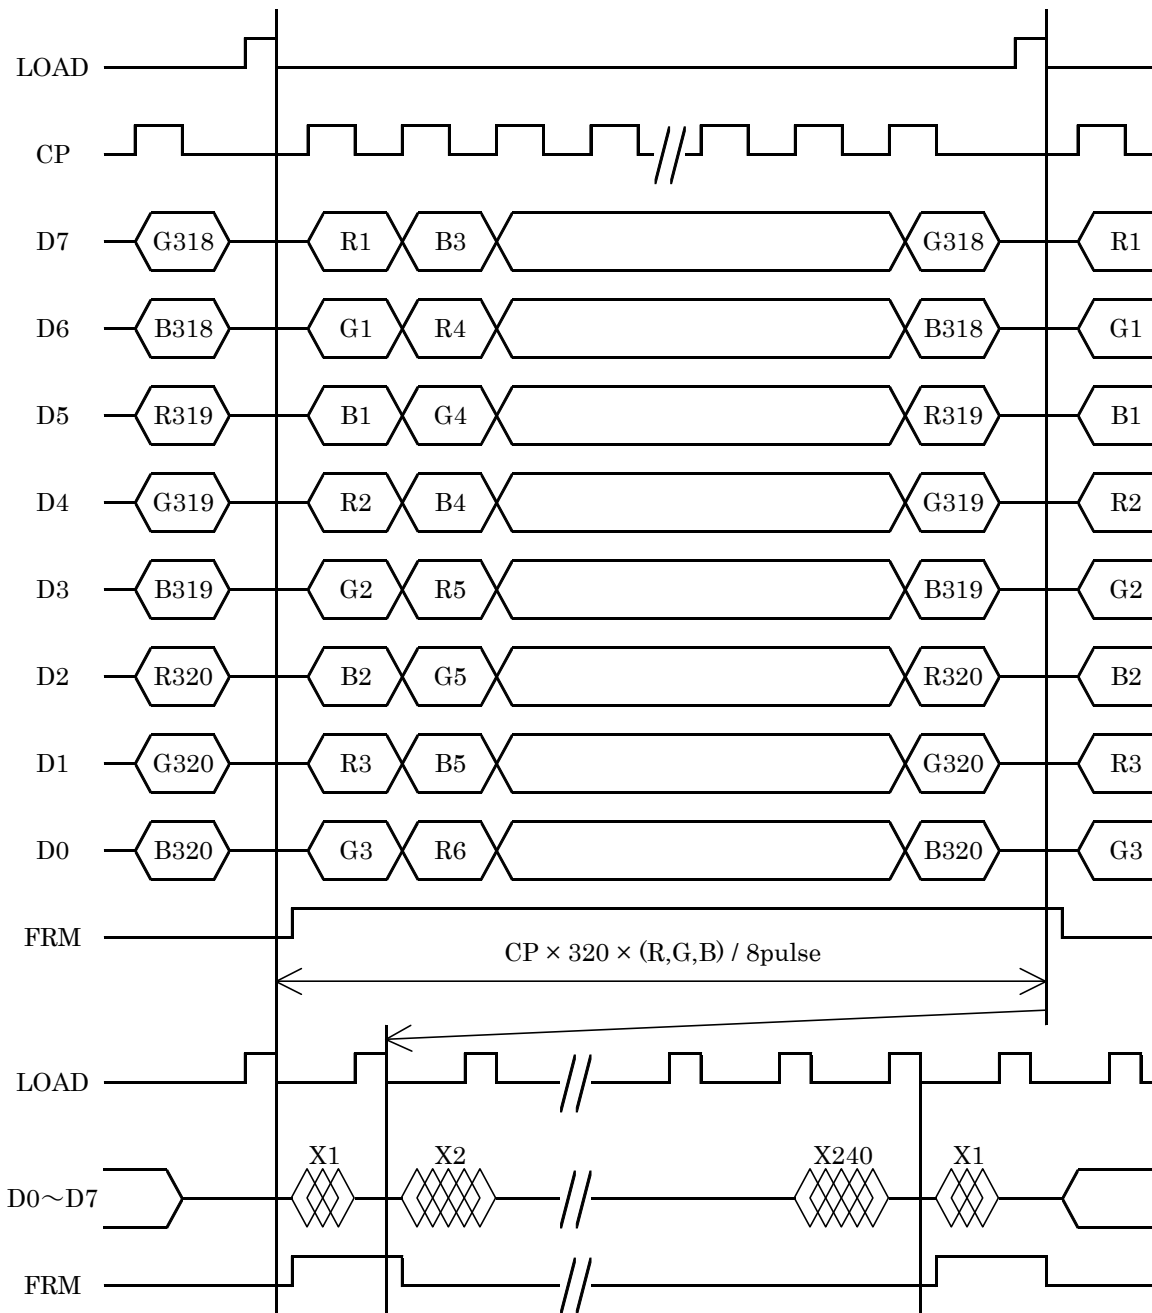 LOAD
CP
D7 G318 R1 B3 G318 R1
D6 B318 G1 R4 B318 G1
D5 R319 B1 G4 R319 B1
D4 G319 R2 B4 G319 R2
D3 B319 G2 R5 B319 G2
D2 R320 B2 G5 R320 B2
D1 G320 R3 B5 G320 R3
D0 B320 G3 R6 B320 G3
FRM
CP × 320 × (R,G,B) / 8pulse
LOAD
X1 X2 X240 X1
D0～D7
FRM